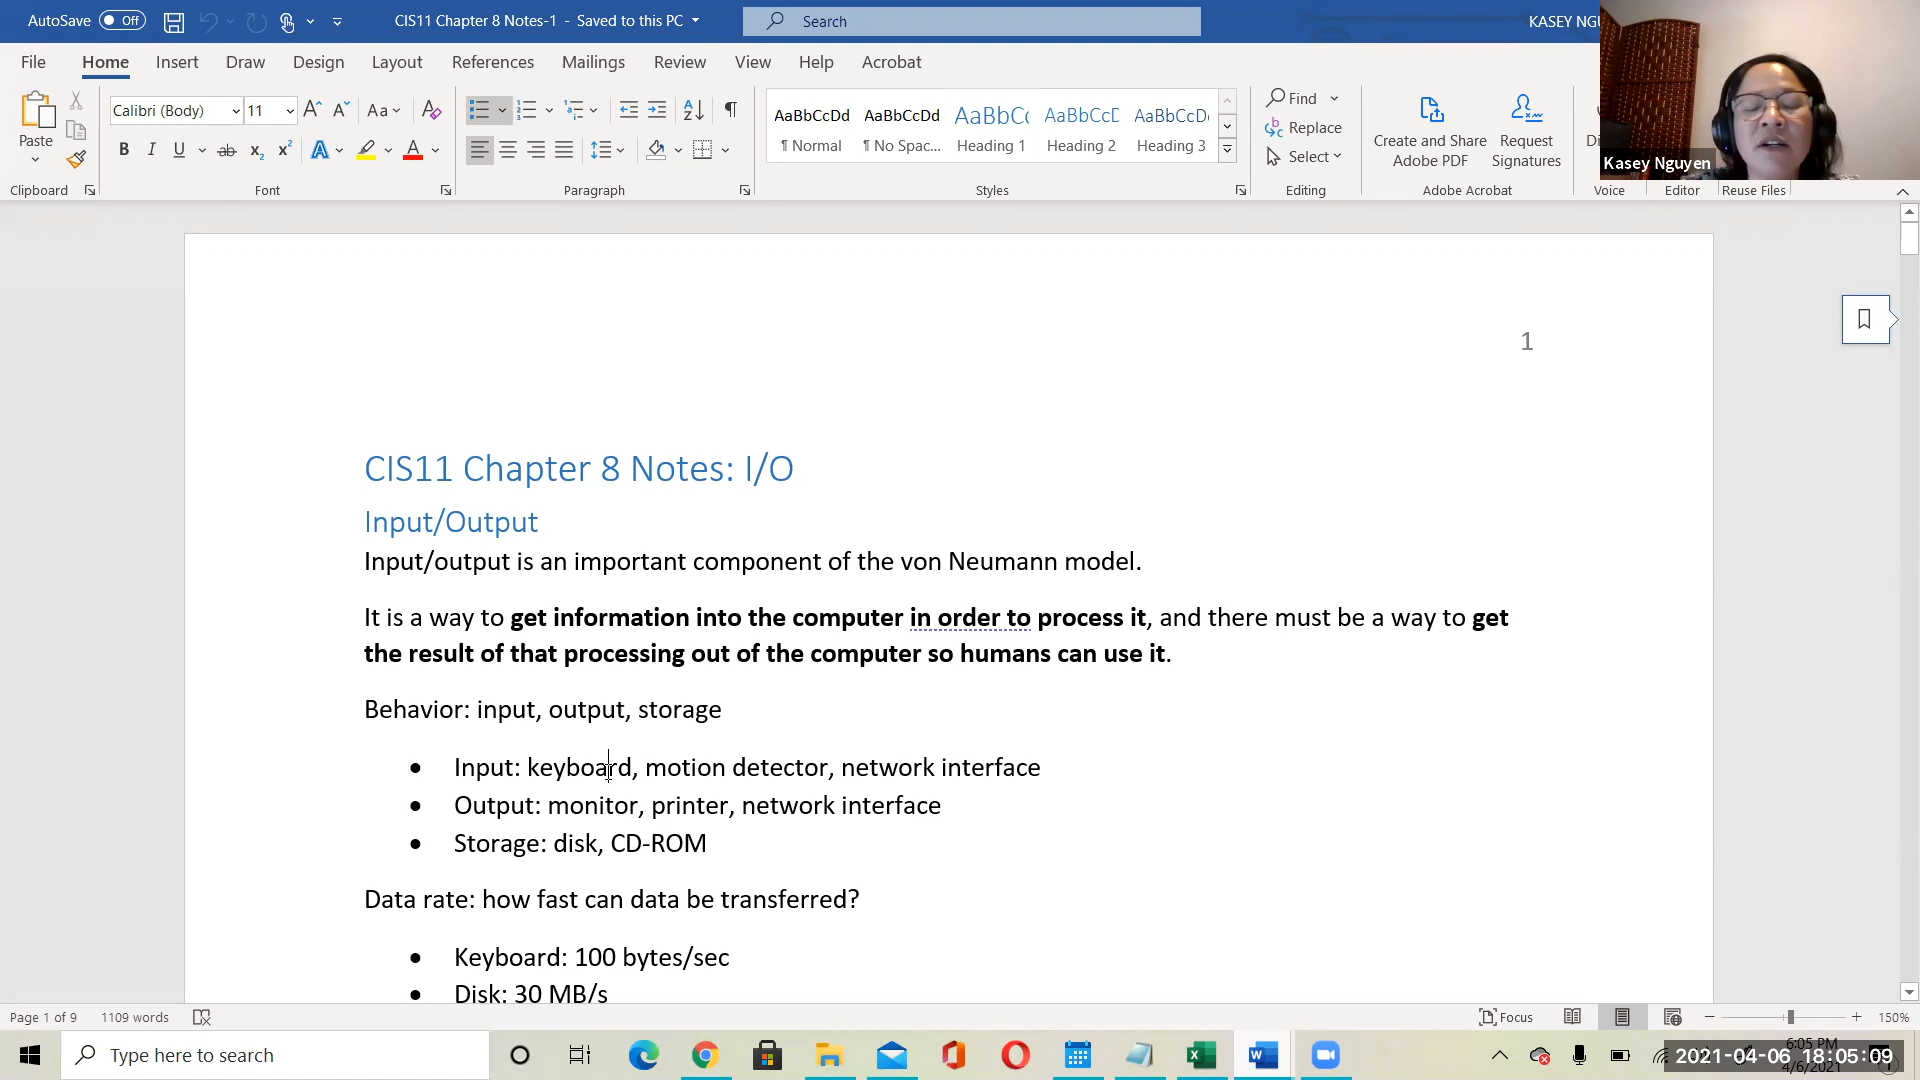 AutoSave Off CIS11 Chapter 8 Notes-1 - Saved to this PC Search KASEY
File Home Insert Draw Design Layout References Mailings Review View Help Acrobat
Paste
Clipboard
Calibri (Body) 11 Aa
Font
Paragraph
AaBbCcDd AaBbCcDd AaBbCc AaBbCcD AaBbCcD
¶ Normal ¶ No Spac... Heading 1 Heading 2 Heading 3
Styles
Find
Replace
Select
Editing
Create and Share
Adobe PDF
Request
Signatures
Adobe Acrobat
Voice Editor Reuse Files
Kasey Nguyen
1
CIS11 Chapter 8 Notes: I/O
Input/Output
Input/output is an important component of the von Neumann model.
It is a way to get information into the computer in order to process it, and there must be a way to get
the result of that processing out of the computer so humans can use it.
Behavior: input, output, storage
• Input: keyboard, motion detector, network interface
• Output: monitor, printer, network interface
• Storage: disk, CD-ROM
Data rate: how fast can data be transferred?
• Keyboard: 100 bytes/sec
• Disk: 30 MB/s
Page 1 of 9 1109 words Focus 150%
Type here to search
6:05 PM
2021-04-06 18:05:09
4/6/2021